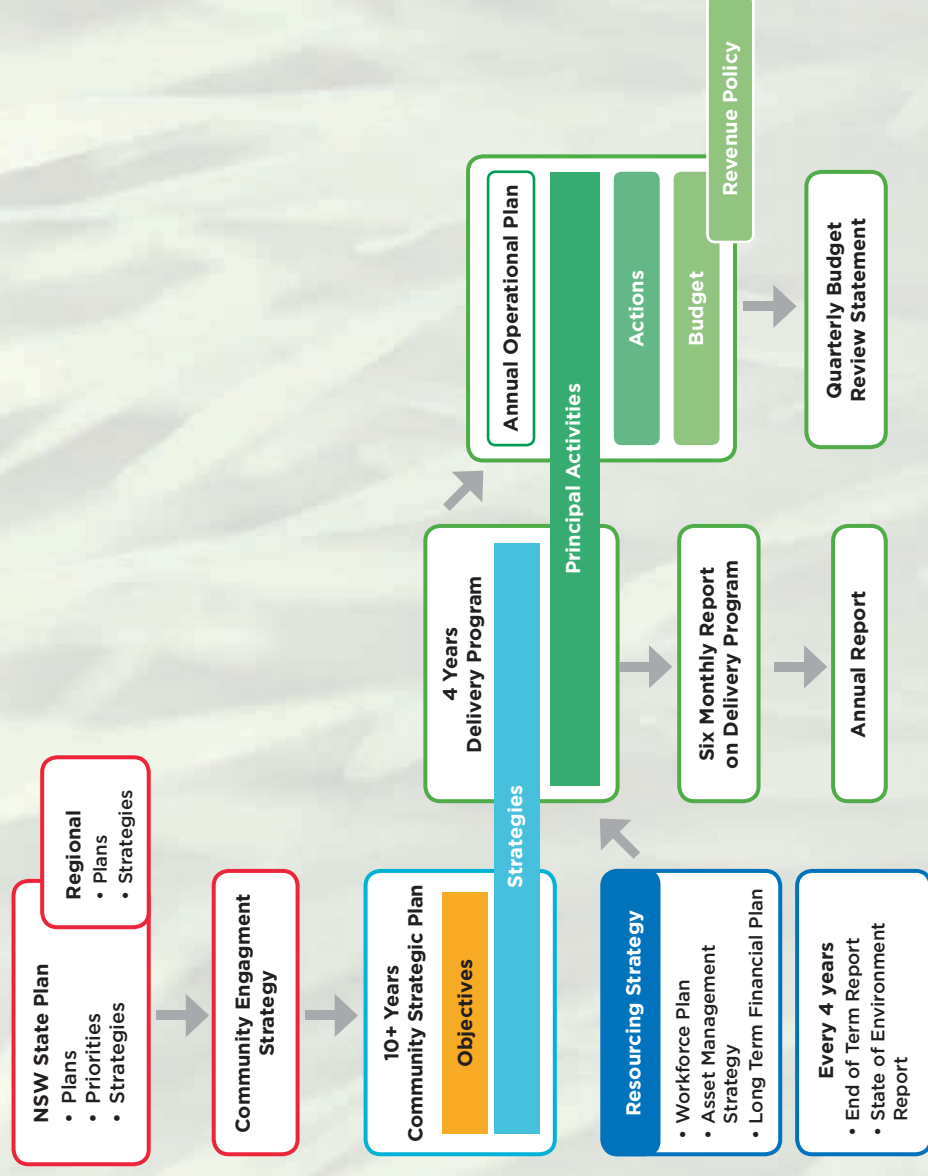 NSW State Plan
• Plans
• Priorities
• Strategies
Regional
• Plans
• Strategies
Community Engagment
Strategy
10+ Years
Community Strategic Plan
Objectives
Strategies
4 Years
Delivery Program
Principal Activities
Annual Operational Plan
Actions
Budget
Revenue Policy
Resourcing Strategy
• Workforce Plan
• Asset Management
Strategy
• Long Term Financial Plan
Six Monthly Report
on Delivery Program
Quarterly Budget
Review Statement
Every 4 years
• End of Term Report
• State of Environment
Report
Annual Report